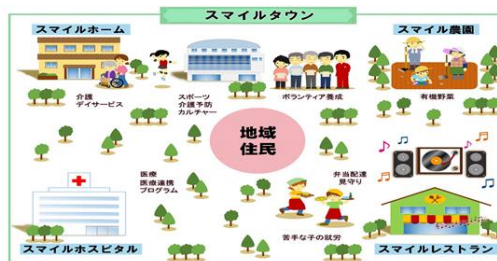 スマイルタウン
スマイルホーム
スマイル農園
介護
デイサービス
スポーツ
介護予防
カルチャー
ボランティア養成
有機野菜
地域
住民
医療
医療連携
プログラム
弁当配達
見守り
苦手な子の就労
スマイルホスピタル
スマイルレストラン